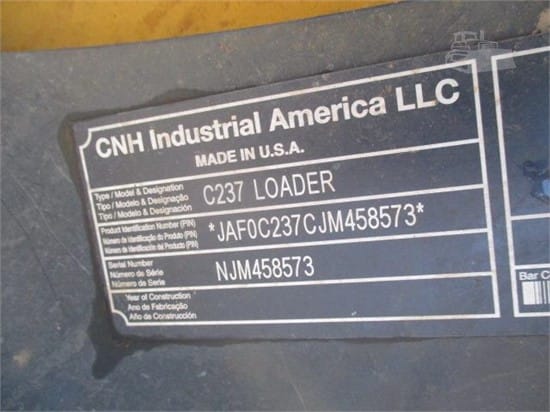 CNH Industrial America LLC
MADE IN U.S.A.
Type / Model & Designation
Tipo / Modelo & Designação
Tipo / Modelo & Designación
C237 LOADER
Product Identification Number (PIN)
Número de Identificação do Produto (PIN)
Número de Identificación del Producto (PIN)
*JAF0C237CJM458573*
Serial Number
Número de Série
Número de Serie
NJM458573
Year of Construction
Ano de Fabricação
Año de Construcción
Bar